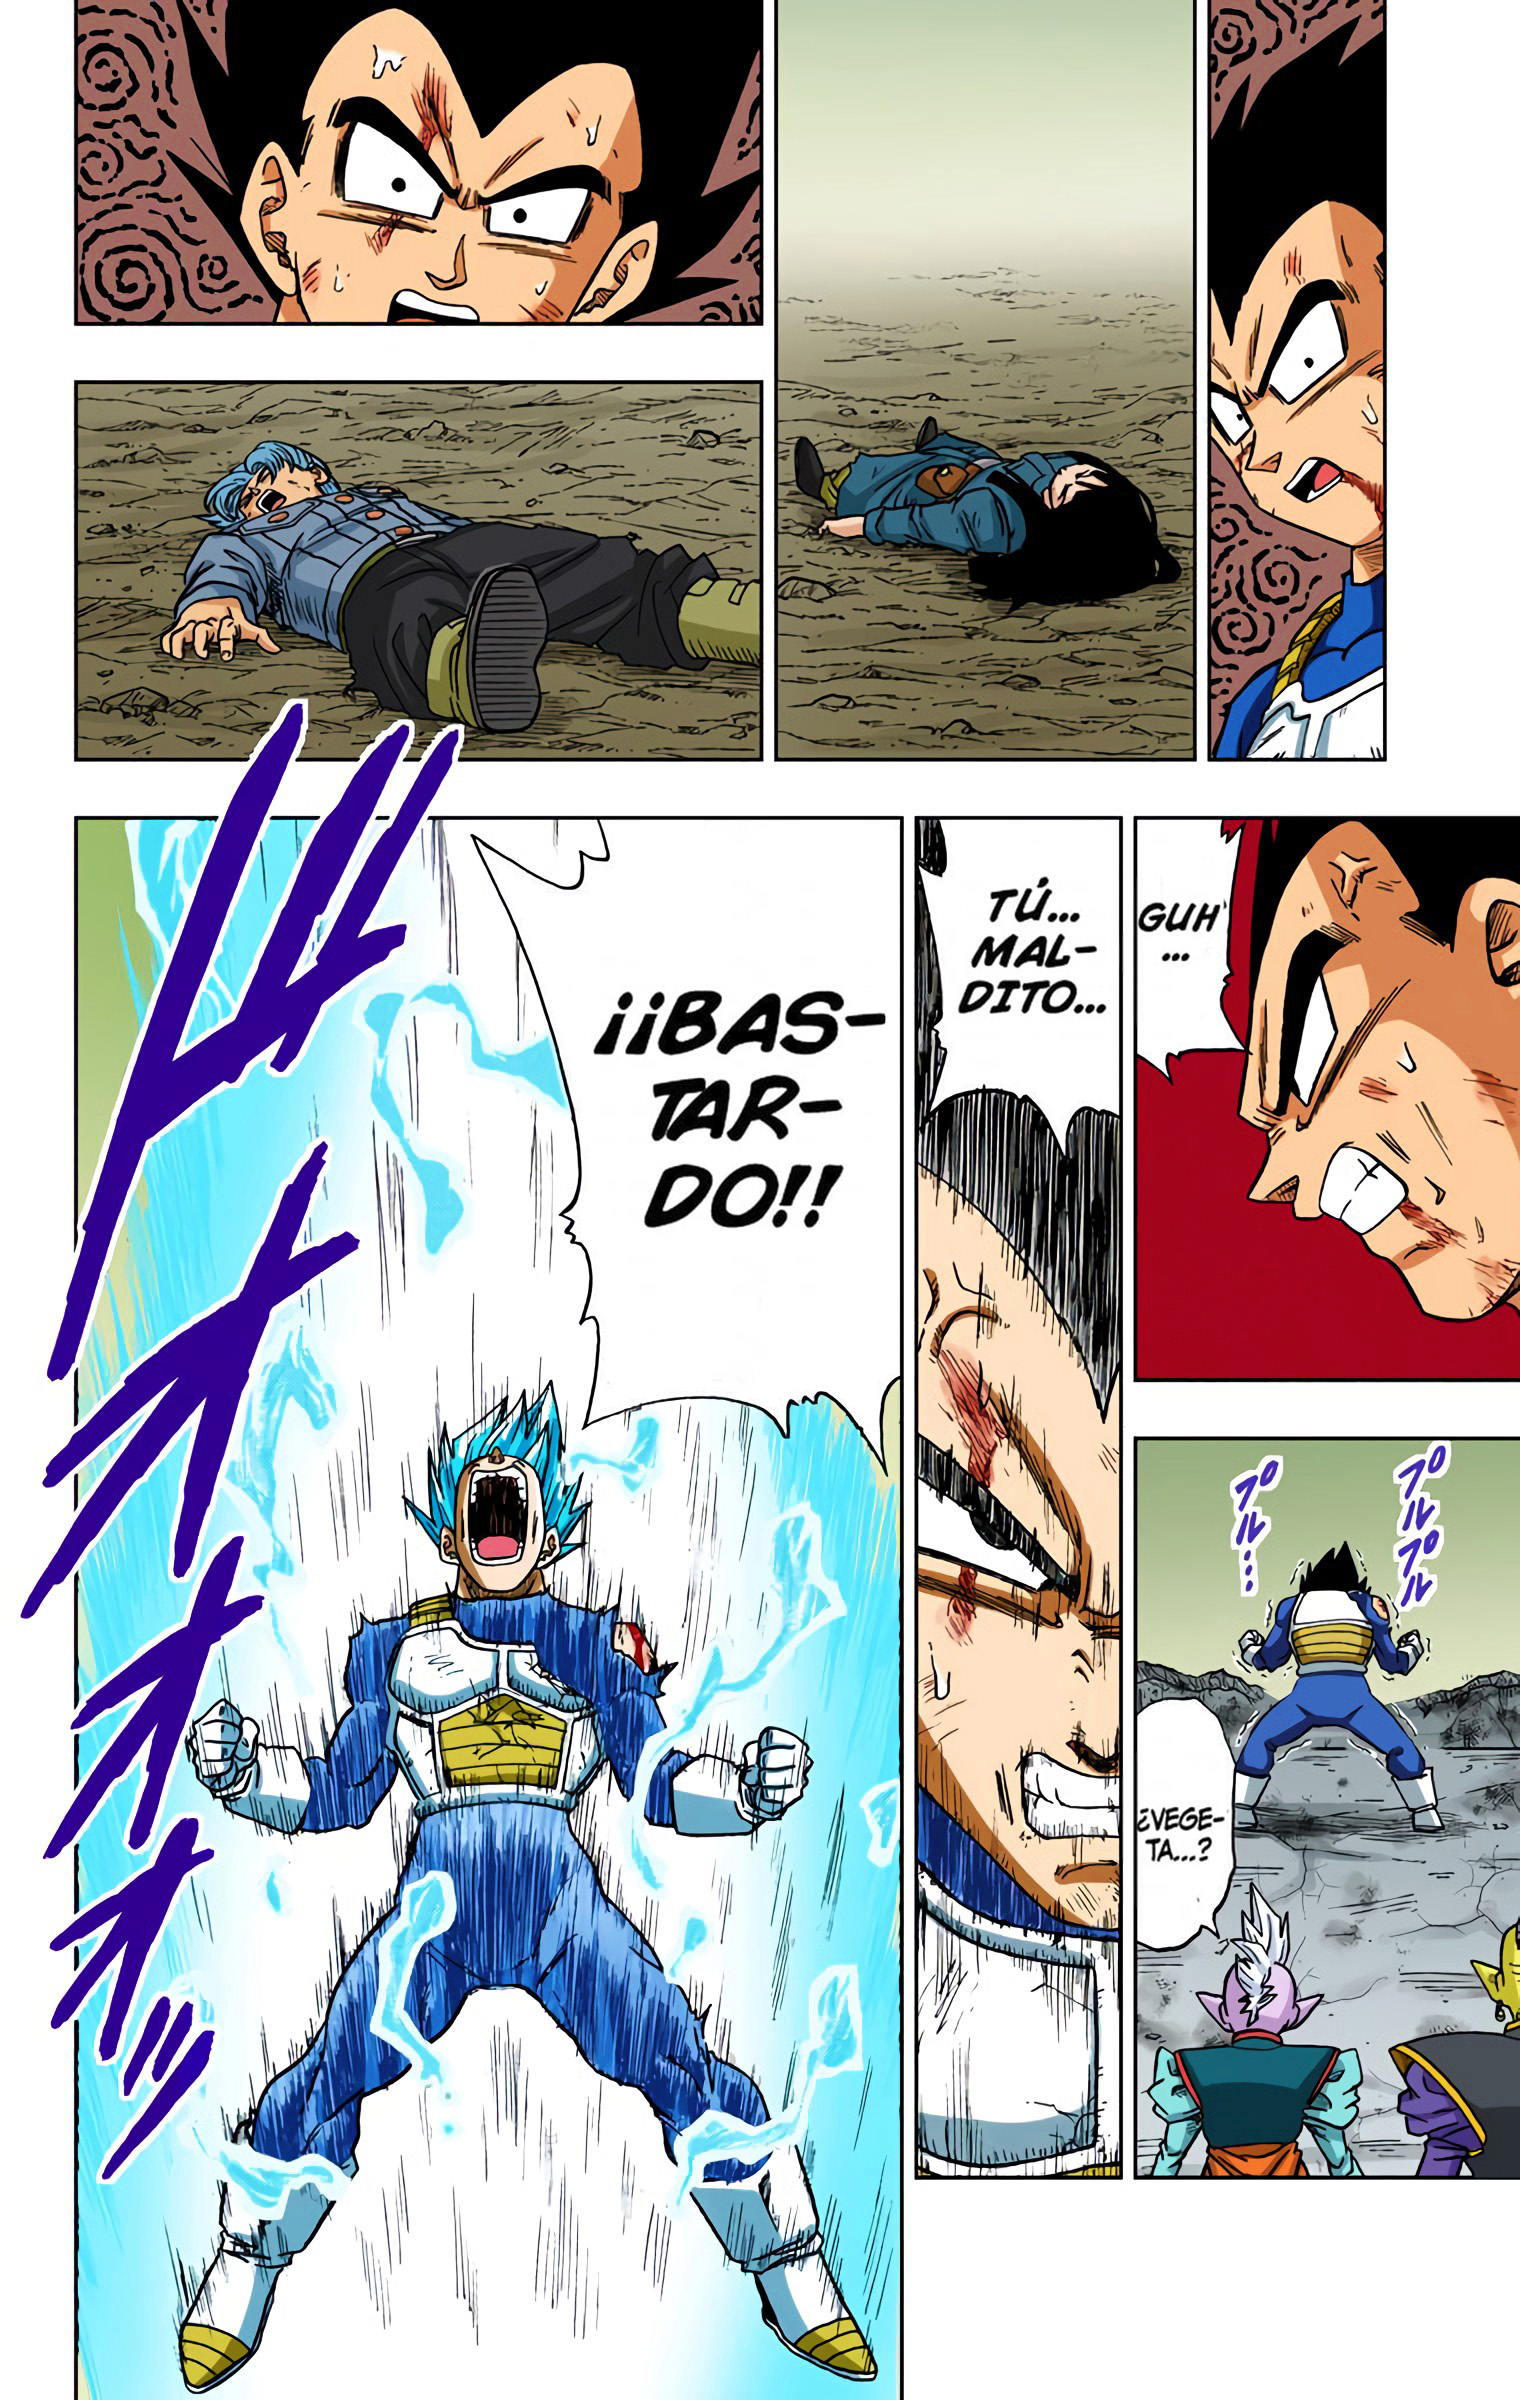 GUH
...
プルプル
プル...
¿VEGE-
TA...?
TÚ...
MAL-
DITO...
¡¡BAS-
TAR-
DO!!